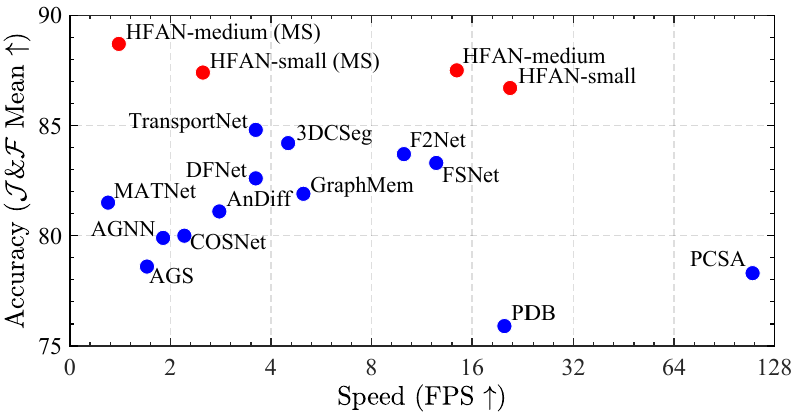 90
HFAN-medium (MS)
HFAN-small (MS)
HFAN-medium
HFAN-small
85
TransportNet
3DCSeg
F2Net
FSNet
DFNet
GraphMem
MATNet
AnDiff
AGNN
COSNet
80
AGS
PCSA
PDB
75
0 2 4 8 16 32 64 128
Speed (FPS ↑)
Accuracy (𝒥&ℱ Mean ↑)